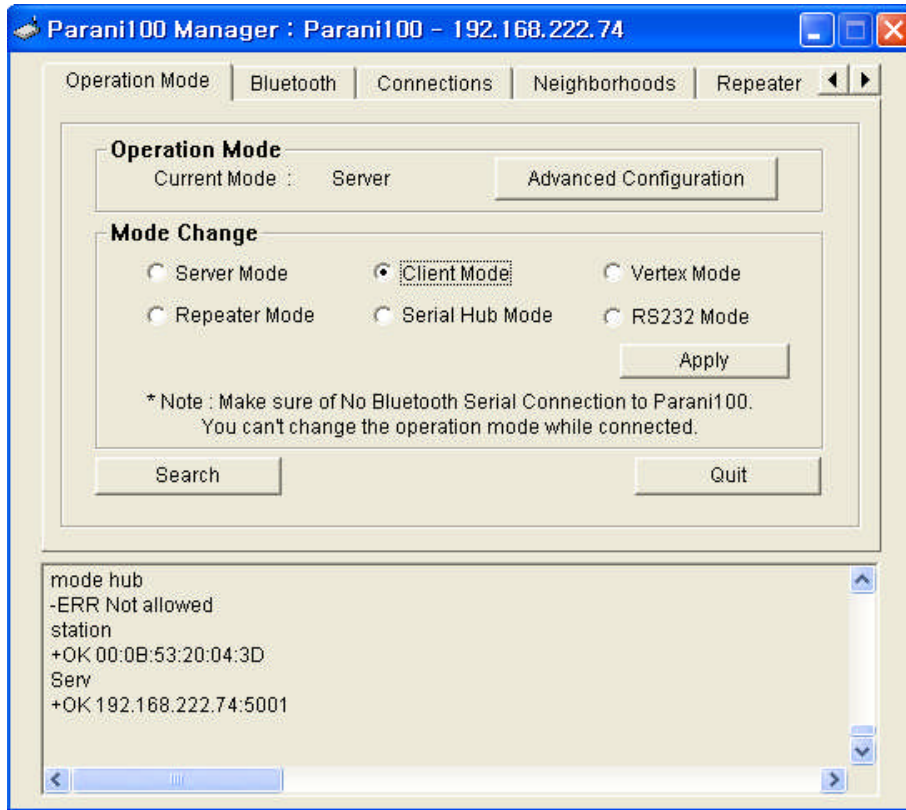 Parani100 Manager : Parani100 - 192.168.222.74
Operation Mode Bluetooth Connections Neighborhoods Repeater
Operation Mode
Current Mode : Server Advanced Configuration
Mode Change
Server Mode Client Mode Vertex Mode
Repeater Mode Serial Hub Mode RS232 Mode
Apply
* Note : Make sure of No Bluetooth Serial Connection to Parani100.
You can't change the operation mode while connected.
Search Quit
mode hub
-ERR Not allowed
station
+OK 00:0B:53:20:04:3D
Serv
+OK 192.168.222.74:5001